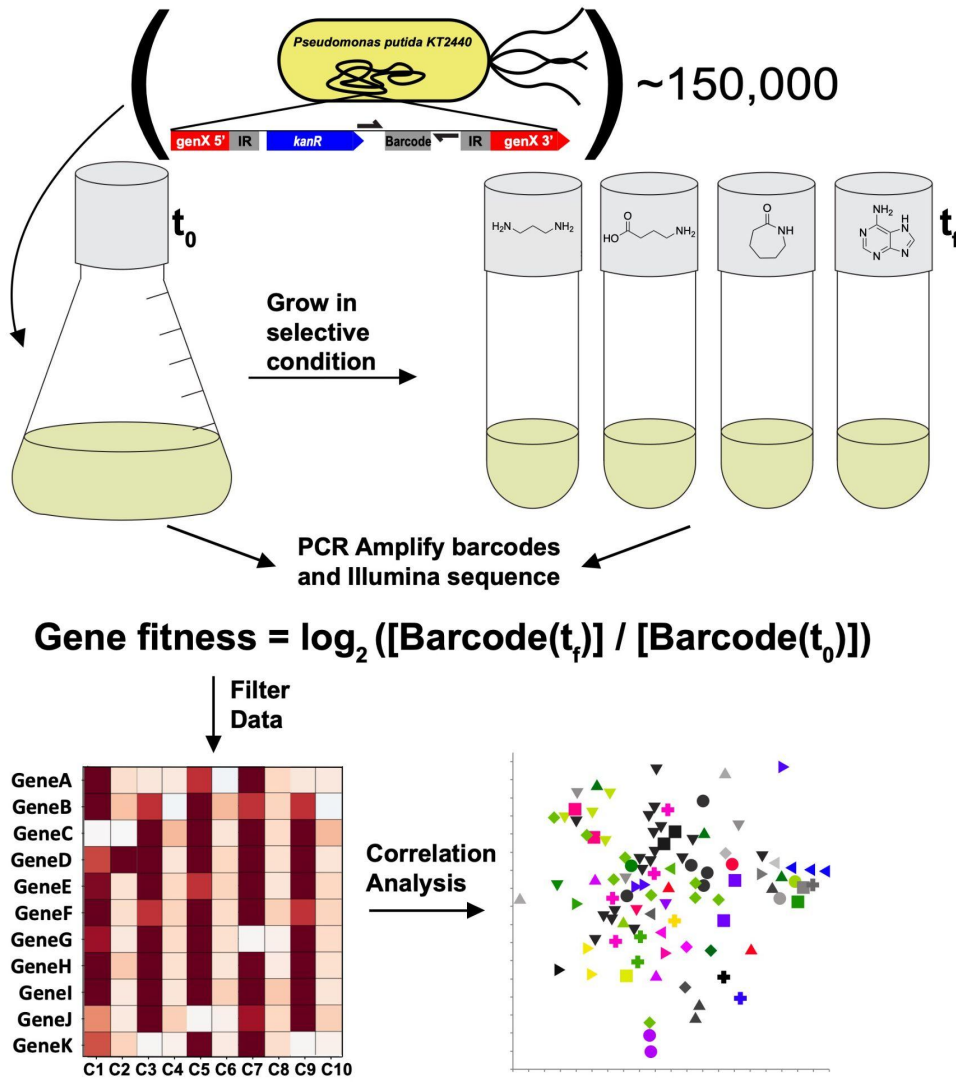 Pseudomonas putida KT2440
~150,000
genX 5' IR kanR Barcode IR genX 3'
t0
tf
H2N NH2
O
HO NH2
O
NH
NH2
H
N
N
N
N
Grow in
selective
condition
PCR Amplify barcodes
and Illumina sequence
Gene fitness = log2 ([Barcode(tf)] / [Barcode(t0)])
Filter
Data
GeneA
GeneB
GeneC
GeneD
GeneE
GeneF
GeneG
GeneH
GeneI
GeneJ
GeneK
C1 C2 C3 C4 C5 C6 C7 C8 C9 C10
Correlation
Analysis